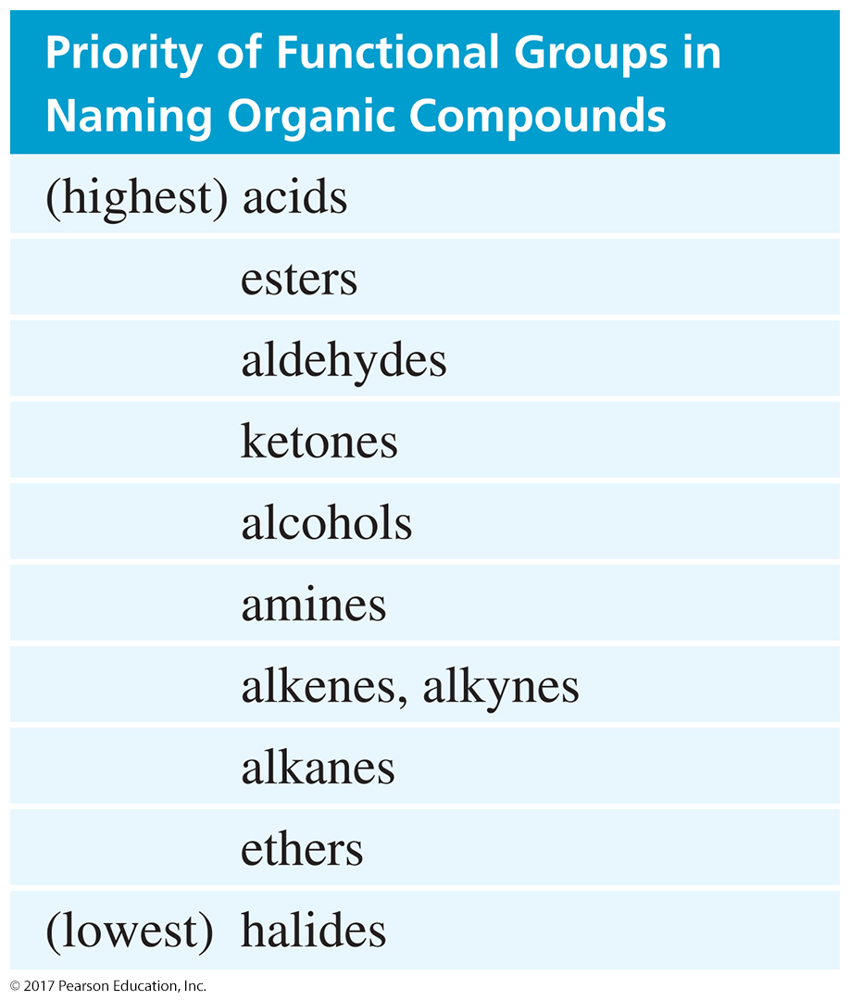 Priority of Functional Groups in
Naming Organic Compounds
(highest) acids
esters
aldehydes
ketones
alcohols
amines
alkenes, alkynes
alkanes
ethers
(lowest) halides
© 2017 Pearson Education, Inc.